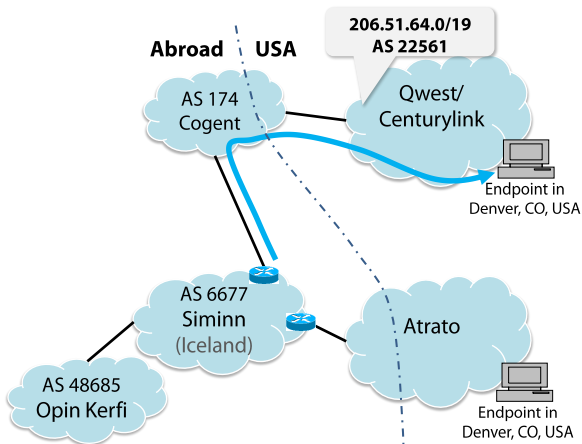 206.51.64.0/19
AS 22561
Abroad
USA
AS 174
Cogent
Qwest/
Centurylink
Endpoint in
Denver, CO, USA
AS 6677
Siminn
(Iceland)
Atrato
AS 48685
Opin Kerfi
Endpoint in
Denver, CO, USA